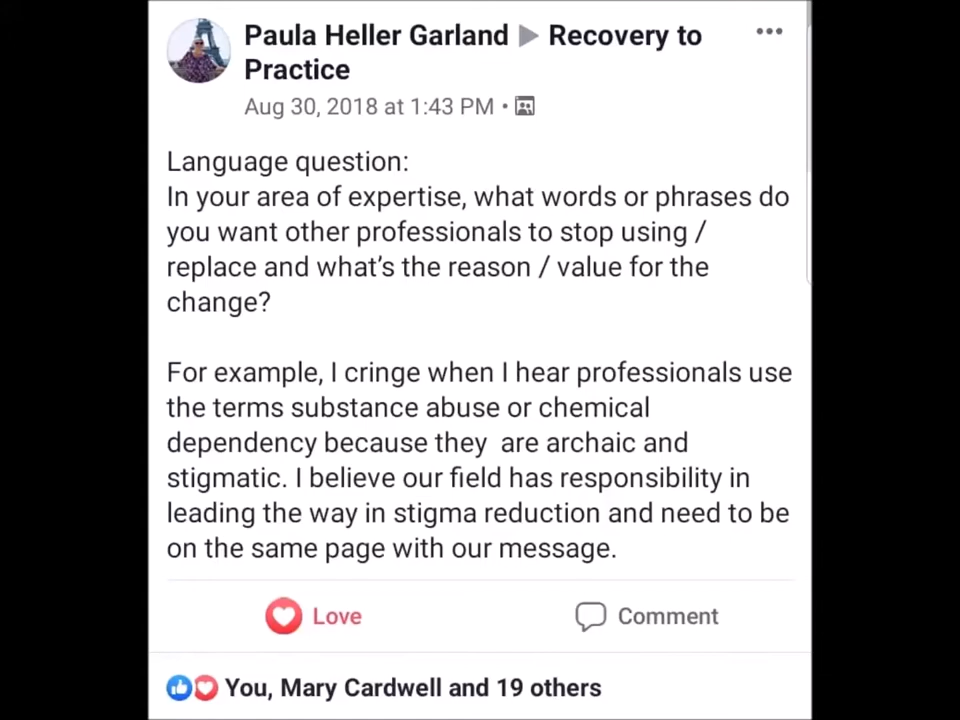 Paula Heller Garland ▶ Recovery to
Practice
Aug 30, 2018 at 1:43 PM •
Language question:
In your area of expertise, what words or phrases do
you want other professionals to stop using /
replace and what's the reason / value for the
change?
For example, I cringe when I hear professionals use
the terms substance abuse or chemical
dependency because they  are archaic and
stigmatic. I believe our field has responsibility in
leading the way in stigma reduction and need to be
on the same page with our message.
Love
Comment
You, Mary Cardwell and 19 others